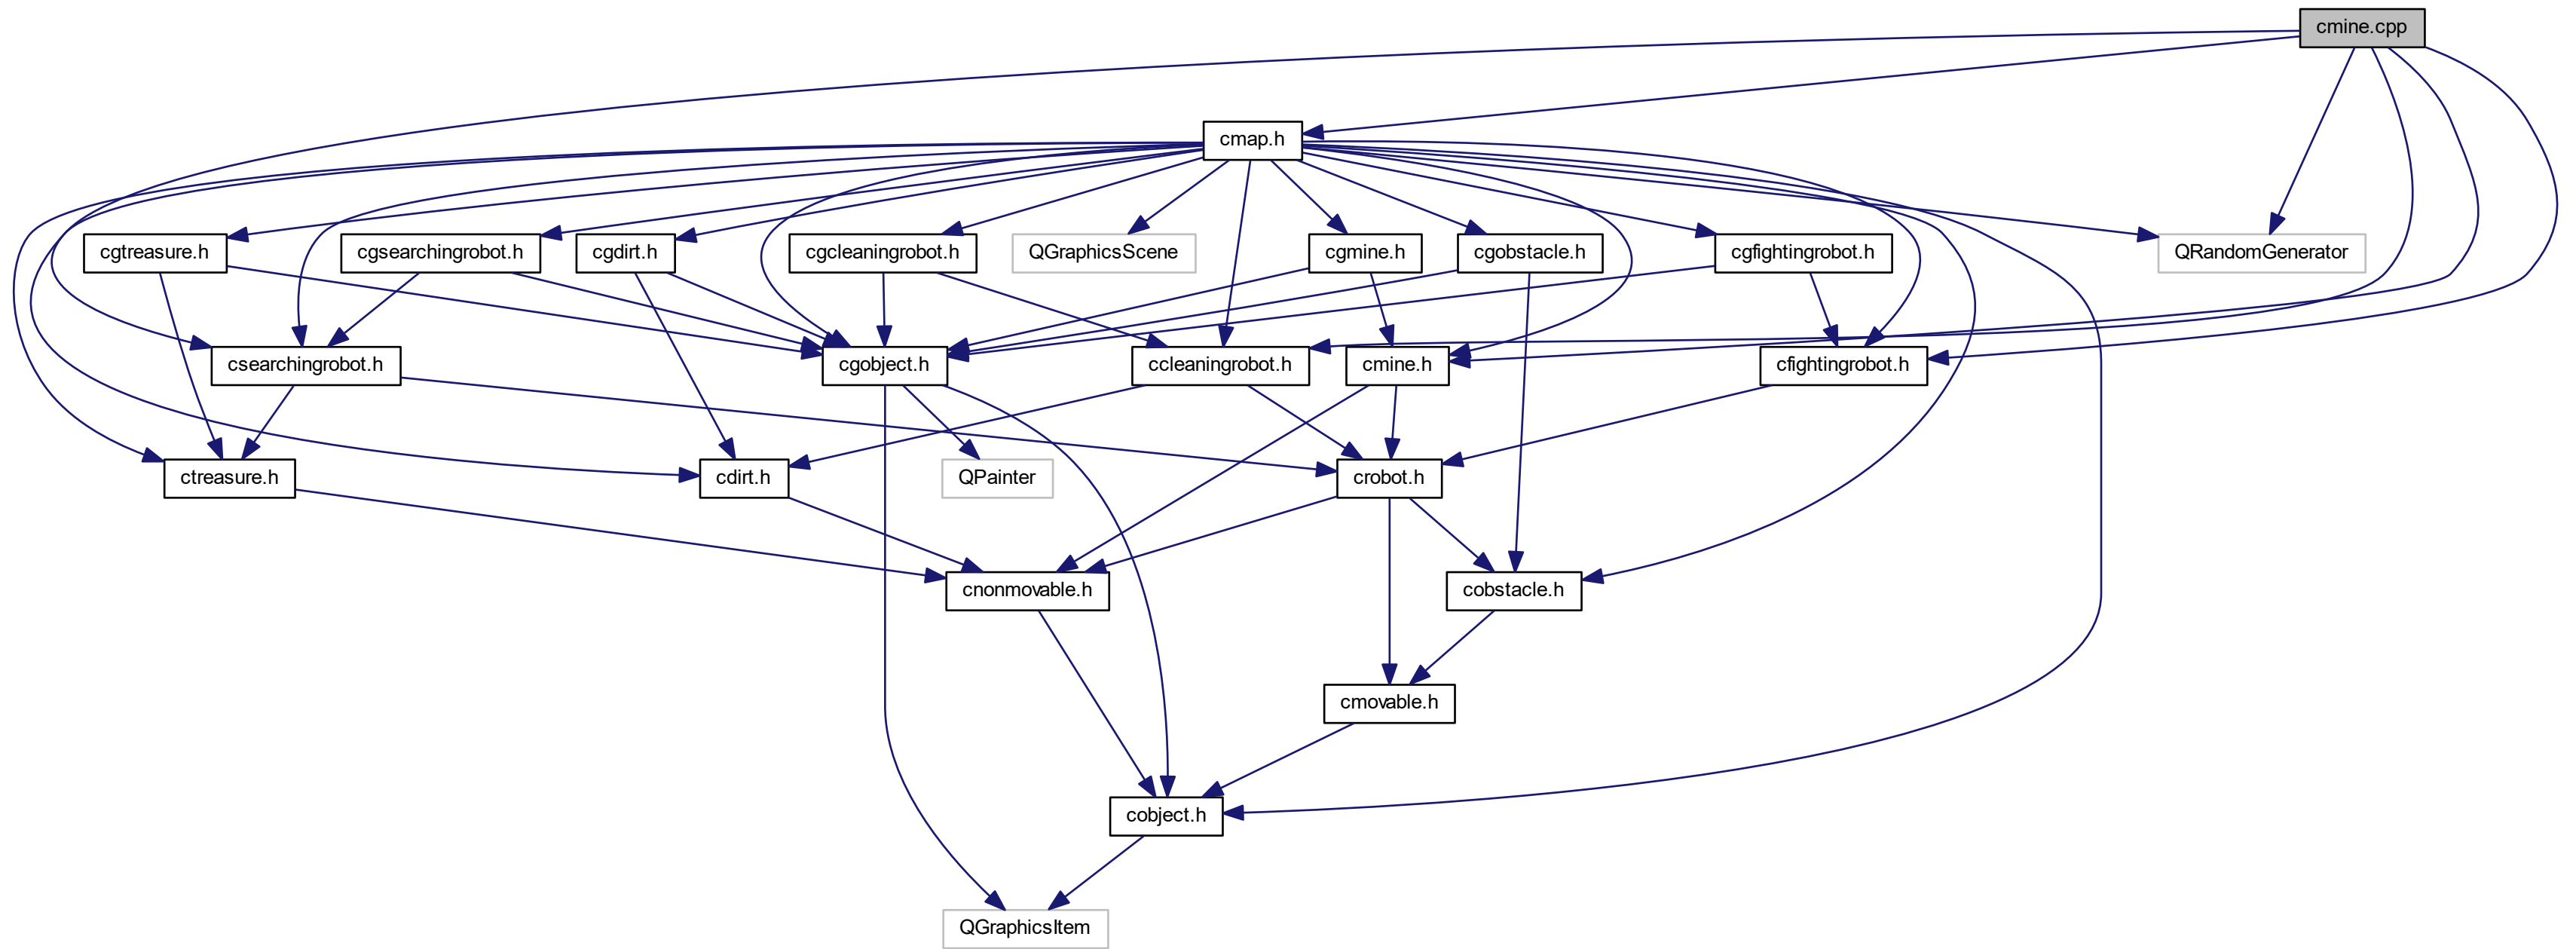 cmine.cpp
cmap.h
cgtreasure.h
cgsearchingrobot.h
cgdirt.h
cgcleaningrobot.h
QGraphicsScene
cgmine.h
cgobstacle.h
cgfightingrobot.h
QRandomGenerator
csearchingrobot.h
cgobject.h
ccleaningrobot.h
cmine.h
cfightingrobot.h
ctreasure.h
cdirt.h
QPainter
crobot.h
cnonmovable.h
cobstacle.h
cmovable.h
cobject.h
QGraphicsItem